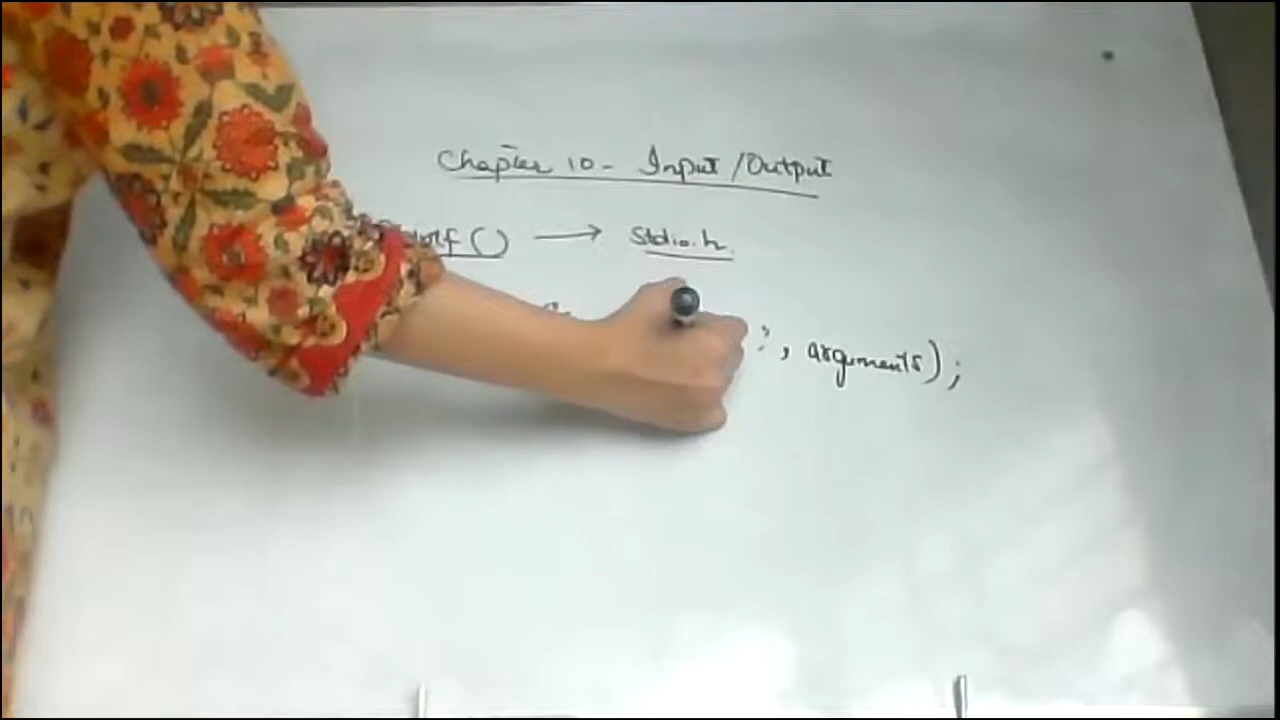 Chapter 10 - Input/Output
() → Stdio.h
, arguments);